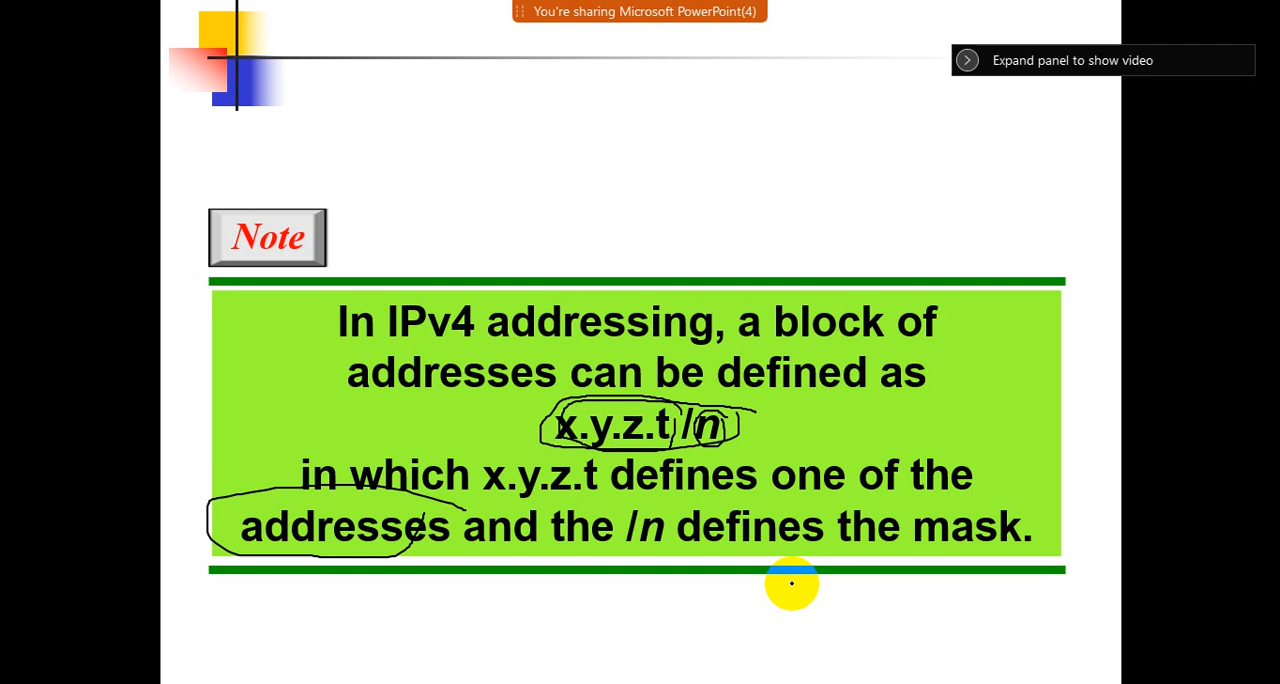 You're sharing Microsoft PowerPoint(4)
Expand panel to show video
Note
In IPv4 addressing, a block of
addresses can be defined as
x.y.z.t /n
in which x.y.z.t defines one of the
addresses and the /n defines the mask.